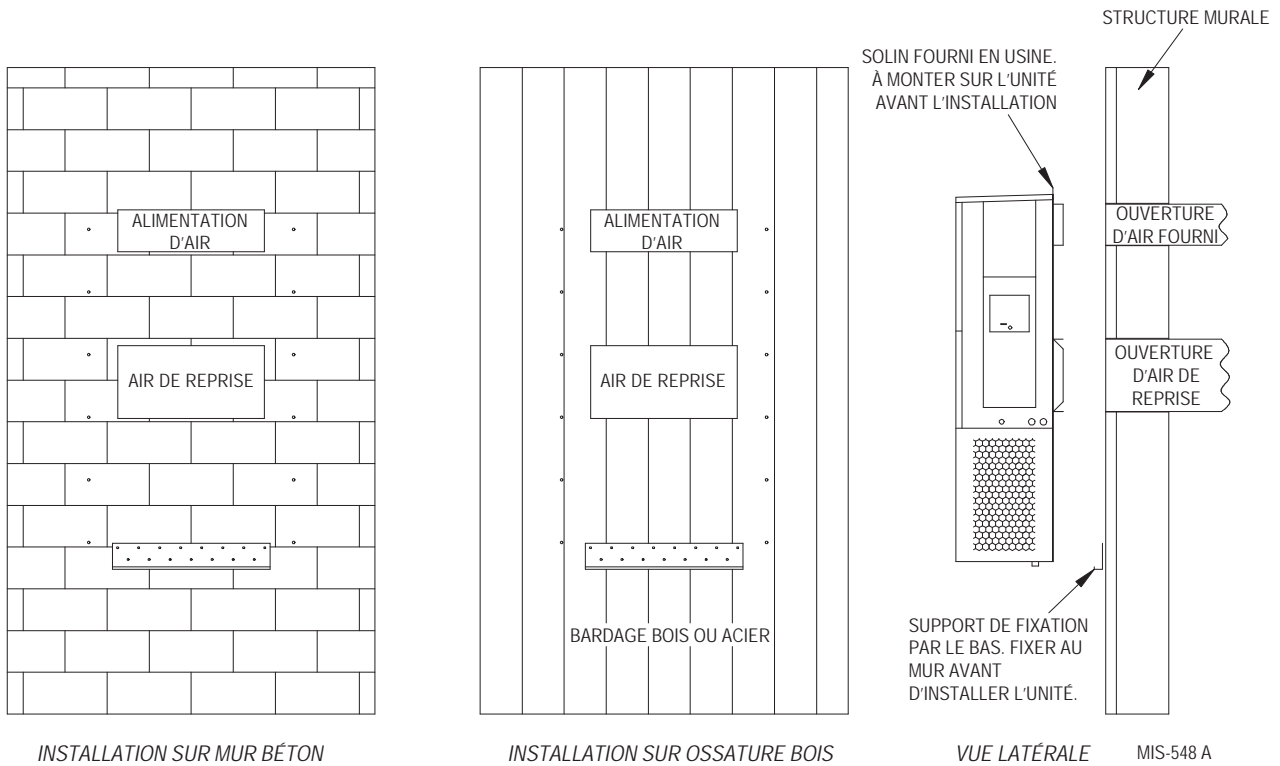 STRUCTURE MURALE
SOLIN FOURNI EN USINE.
À MONTER SUR L'UNITÉ
AVANT L'INSTALLATION
ALIMENTATION
D'AIR
ALIMENTATION
D'AIR
OUVERTURE
D'AIR FOURNI
AIR DE REPRISE
AIR DE REPRISE
OUVERTURE
D'AIR DE
REPRISE
BARDAGE BOIS OU ACIER
SUPPORT DE FIXATION
PAR LE BAS. FIXER AU
MUR AVANT
D'INSTALLER L'UNITÉ.
INSTALLATION SUR MUR BÉTON
INSTALLATION SUR OSSATURE BOIS
VUE LATÉRALE
MIS-548 A